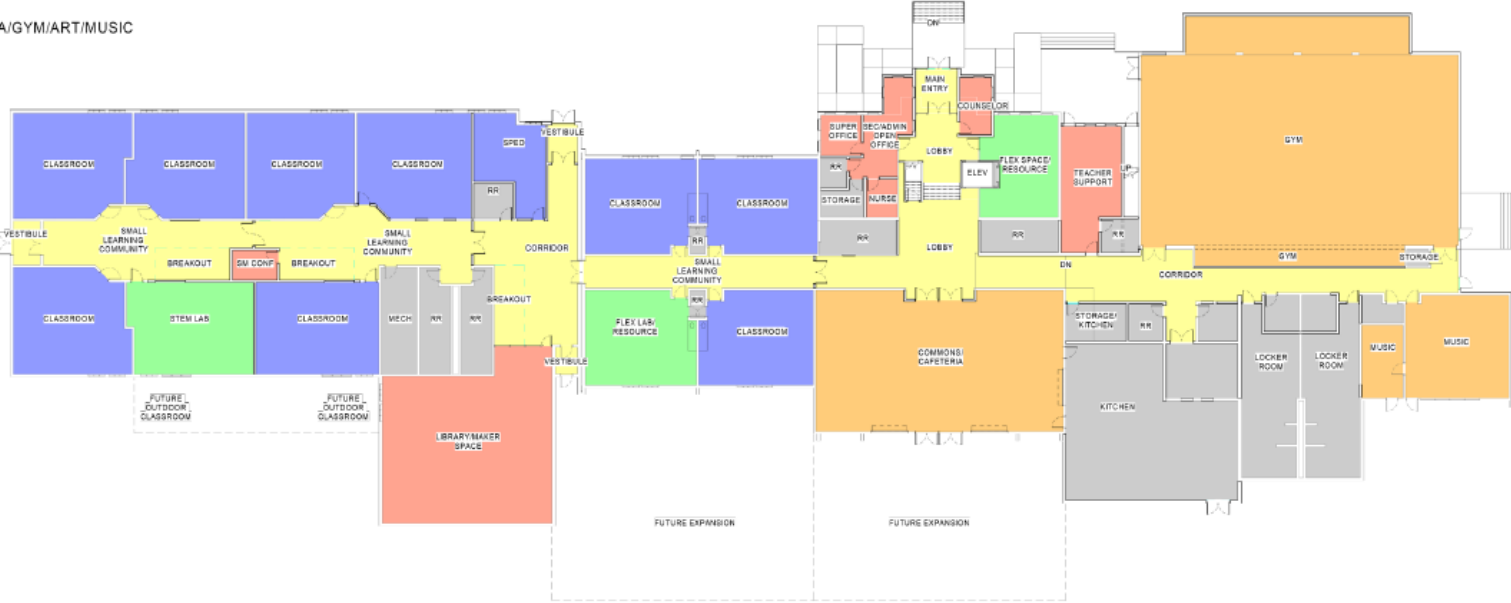 A/GYM/ART/MUSIC
DN
MAIN
ENTRY
COUNSELOR
SUPER
OFFICE
SEC/ADMIN
OPEN
OFFICE
VESTIBULE
SPED
CLASSROOM
CLASSROOM
CLASSROOM
CLASSROOM
LOBBY
FLEX SPACE/
RESOURCE
GYM
RR
ELEV
TEACHER
SUPPORT
UP
RR
STORAGE
NURSE
CLASSROOM
CLASSROOM
VESTIBULE
SMALL
LEARNING
COMMUNITY
SMALL
LEARNING
COMMUNITY
CORRIDOR
RR
RR
LOBBY
RR
RR
BREAKOUT
SM CONF
BREAKOUT
SMALL
LEARNING
COMMUNITY
DN
CORRIDOR
GYM
STORAGE
BREAKOUT
RR
CLASSROOM
STEM LAB
CLASSROOM
MECH
RR
RR
FLEX LAB/
RESOURCE
CLASSROOM
STORAGE/
KITCHEN
RR
MUSIC
MUSIC
VESTIBULE
COMMONS/
CAFETERIA
LOCKER
ROOM
LOCKER
ROOM
FUTURE
OUTDOOR
CLASSROOM
FUTURE
OUTDOOR
CLASSROOM
KITCHEN
LIBRARY/MAKER
SPACE
FUTURE EXPANSION
FUTURE EXPANSION